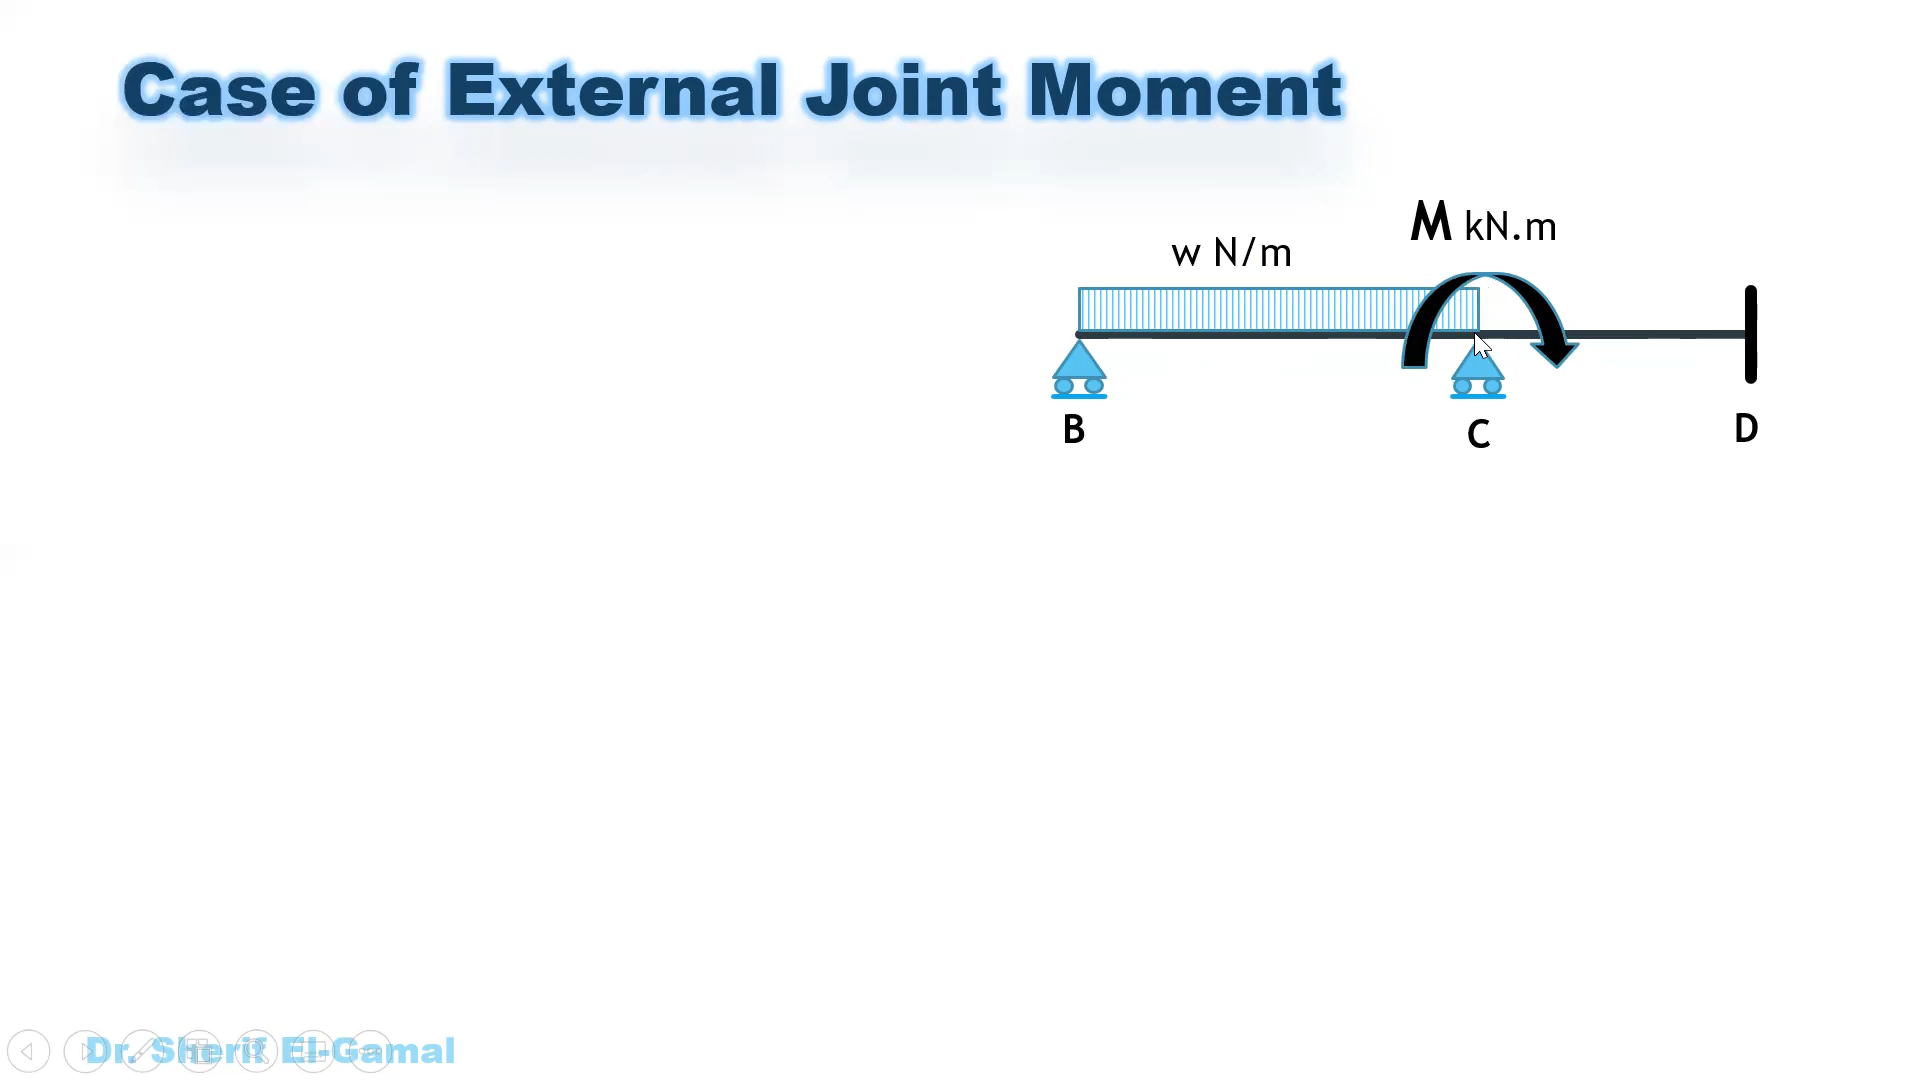 Case of External Joint Moment
M kN.m
w N/m
B
C
D
Dr. Sherif El-Gamal